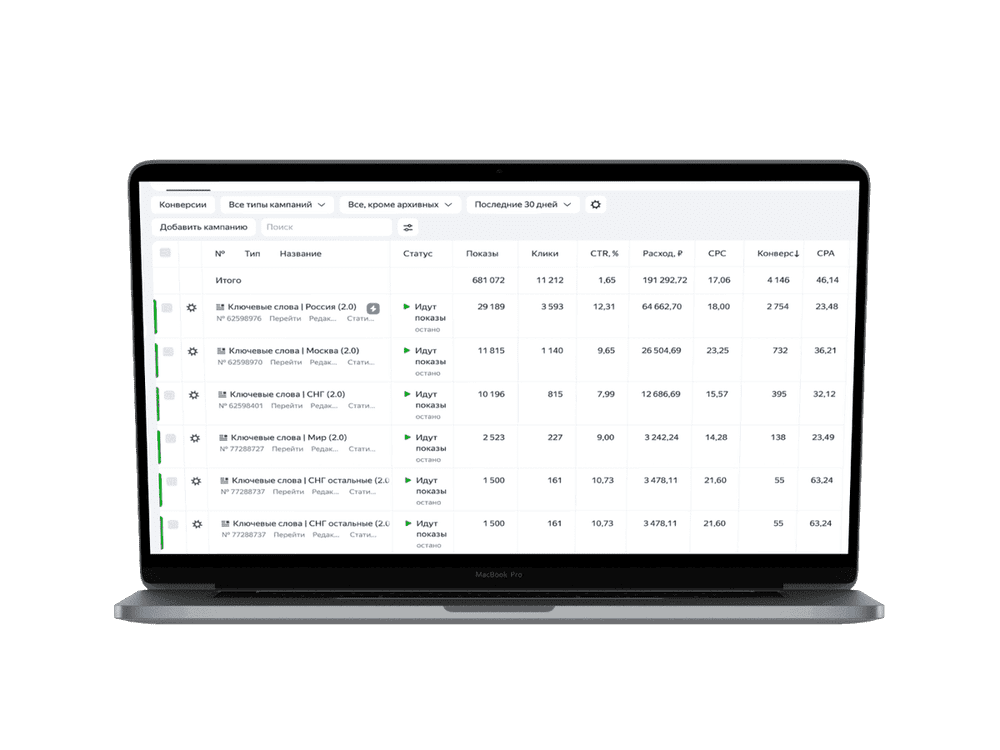 Конверсии Все типы кампаний Все, кроме архивных Последние 30 дней
Добавить кампанию Поиск
№ Тип Название Статус Показы Клики CTR, % Расход, ₽ CPC Конверс↓ CPA
Итого 681 072 11 212 1,65 191 292,72 17,06 4 146 46,14
Ключевые слова | Россия (2.0) Идут 29 189 3 593 12,31 64 662,70 18,00 2 754 23,48
№ 62598976 Перейти Редак... Стати... показы
остано
Ключевые слова | Москва (2.0) Идут 11 815 1 140 9,65 26 504,69 23,25 732 36,21
№ 62598970 Перейти Редак... Стати... показы
остано
Ключевые слова | СНГ (2.0) Идут 10 196 815 7,99 12 686,69 15,57 395 32,12
№ 62598401 Перейти Редак... Стати... показы
остано
Ключевые слова | Мир (2.0) Идут 2 523 227 9,00 3 242,24 14,28 138 23,49
№ 77288727 Перейти Редак... Стати... показы
остано
Ключевые слова | СНГ остальные (2.0 Идут 1 500 161 10,73 3 478,11 21,60 55 63,24
№ 77288737 Перейти Редак... Стати... показы
остано
Ключевые слова | СНГ остальные (2.0 Идут 1 500 161 10,73 3 478,11 21,60 55 63,24
№ 77288737 Перейти Редак... Стати... показы
остано
MacBook Pro